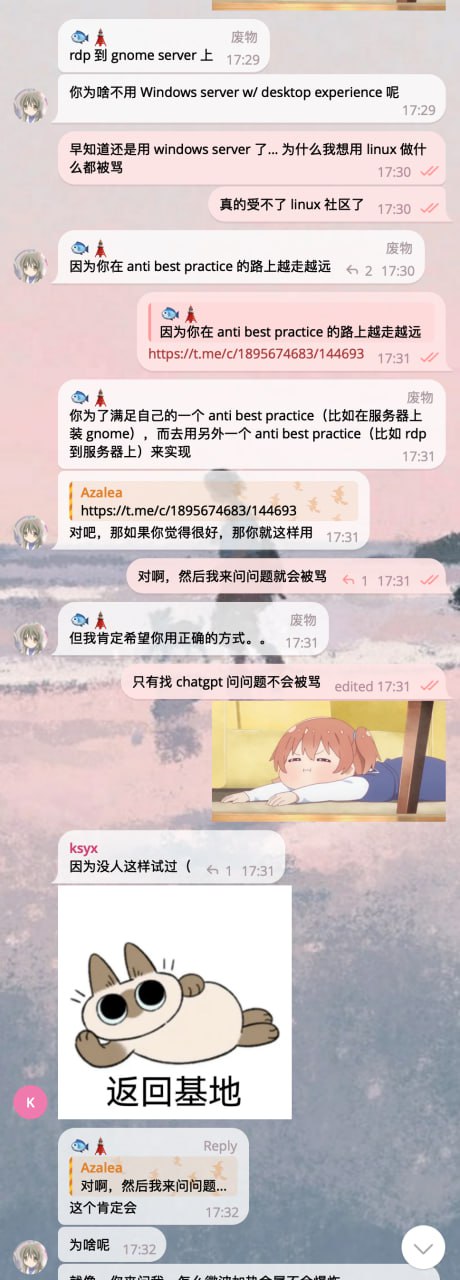 废物
rdp 到 gnome server 上 17:29
你为啥不用 Windows server w/ desktop experience 呢
17:29
早知道还是用 windows server 了... 为什么我想用 linux 做什
么都被骂 17:30
真的受不了 linux 社区了 17:30
废物
因为你在 anti best practice 的路上越走越远 2 17:30
因为你在 anti best practice 的路上越走越远
https://t.me/c/1895674683/144693 17:31
废物
你为了满足自己的一个 anti best practice（比如在服务器上
装 gnome），而去用另外一个 anti best practice（比如 rdp
到服务器上）来实现 17:31
Azalea
https://t.me/c/1895674683/144693
对吧，那如果你觉得很好，那你就这样用 17:31
对啊，然后我来问问题就会被骂 1 17:31
废物
但我肯定希望你用正确的方式。。 17:31
只有找 chatgpt 问问题不会被骂 edited 17:31
ksyx
因为没人这样试过（ 1 17:31
返回基地
K
Reply
Azalea
对啊，然后我来问问题...
这个肯定会 17:32
为啥呢 17:32